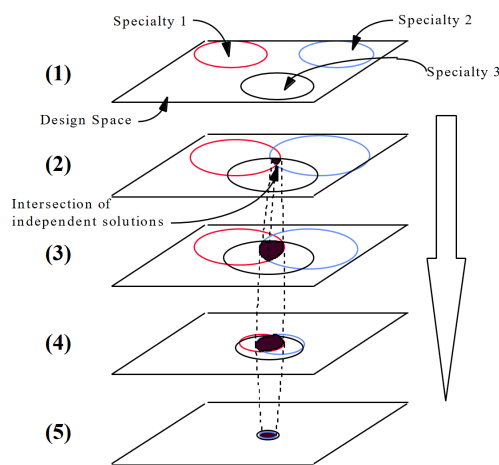 Specialty 1
Specialty 2
(1)
Specialty 3
Design Space
(2)
Intersection of
independent solutions
(3)
(4)
(5)